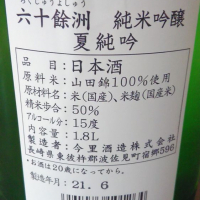 ろくじゅうよしゅう
六十餘洲 純米吟醸
夏純吟
品目：日本酒
原料米：山田錦100％使用
原材料名：米(国産)、米麹(国産米)
精米歩合：50％
アルコール分：15度
内容量：1.8L
製造者：今里酒造株式会社
長崎県東彼杵郡波佐見町宿郷596
・お酒は20歳になってから。
製造年月 21. 6